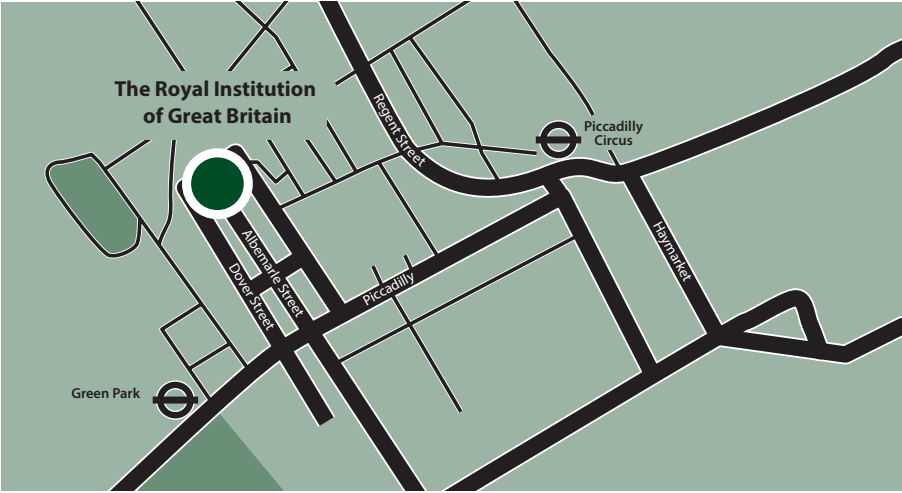 The Royal Institution
of Great Britain
Regent Street
Piccadilly
Circus
Haymarket
Albemarle Street
Dover Street
Piccadilly
Green Park